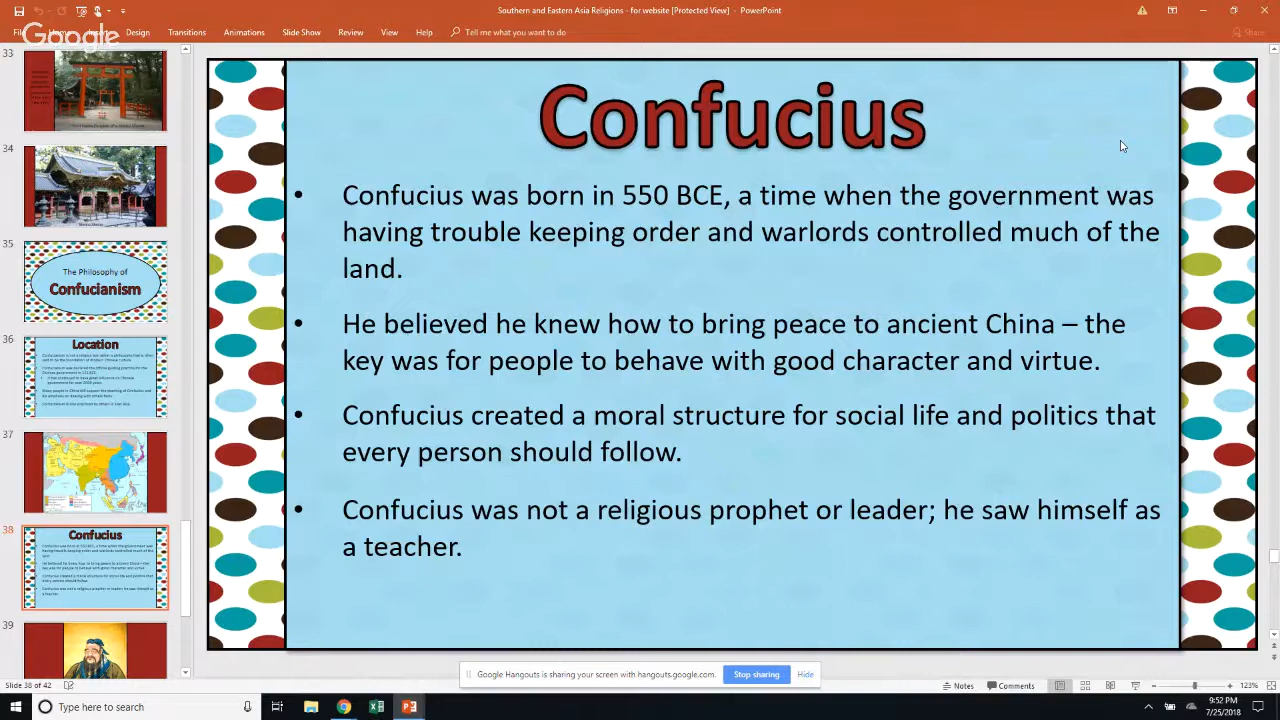 Southern and Eastern Asia Religions - for website [Protected View] - PowerPoint
Google
Design Transitions Animations Slide Show Review View Help Tell me what you want to do Share
33
34
35
The Philosophy of
Confucianism
36
Location
37
38
Confucius
39
Confucius
• Confucius was born in 550 BCE, a time when the government was
having trouble keeping order and warlords controlled much of the
land.
• He believed he knew how to bring peace to ancient China – the
key was for people to behave with good character and virtue.
• Confucius created a moral structure for social life and politics that
every person should follow.
• Confucius was not a religious prophet or leader; he saw himself as
a teacher.
Google Hangouts is sharing your screen with hangouts.google.com. Stop sharing Hide
Slide 38 of 42 Notes Comments 123%
Type here to search
9:52 PM
7/25/2018